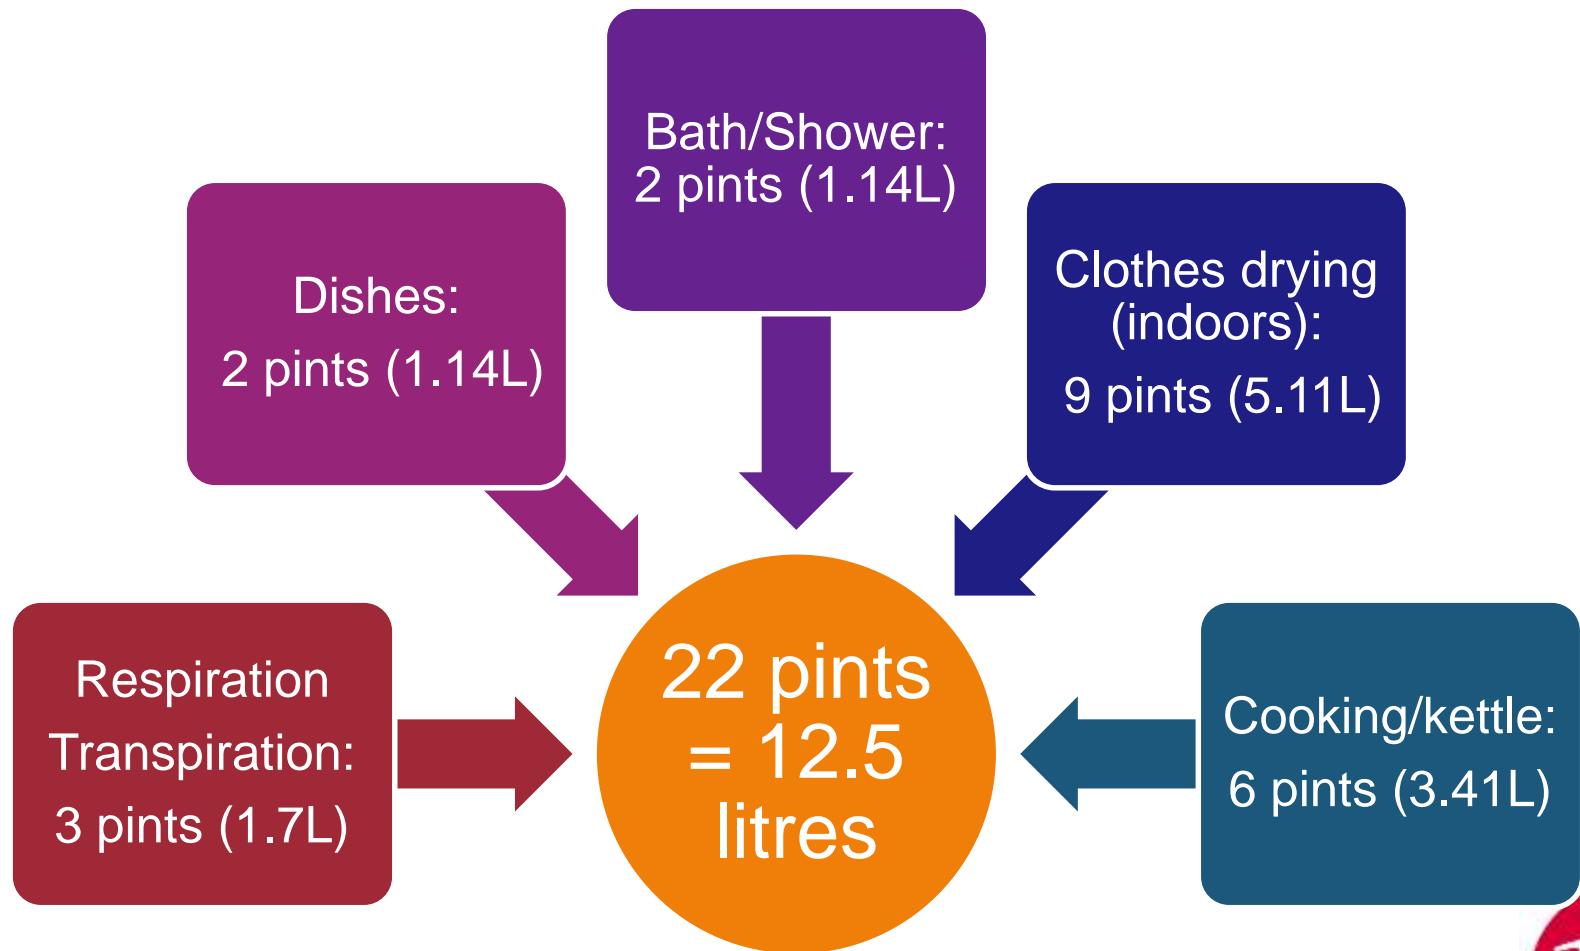 Bath/Shower:
2 pints (1.14L)
Dishes:
2 pints (1.14L)
Clothes drying
(indoors):
9 pints (5.11L)
Respiration
Transpiration:
3 pints (1.7L)
22 pints
= 12.5
litres
Cooking/kettle:
6 pints (3.41L)